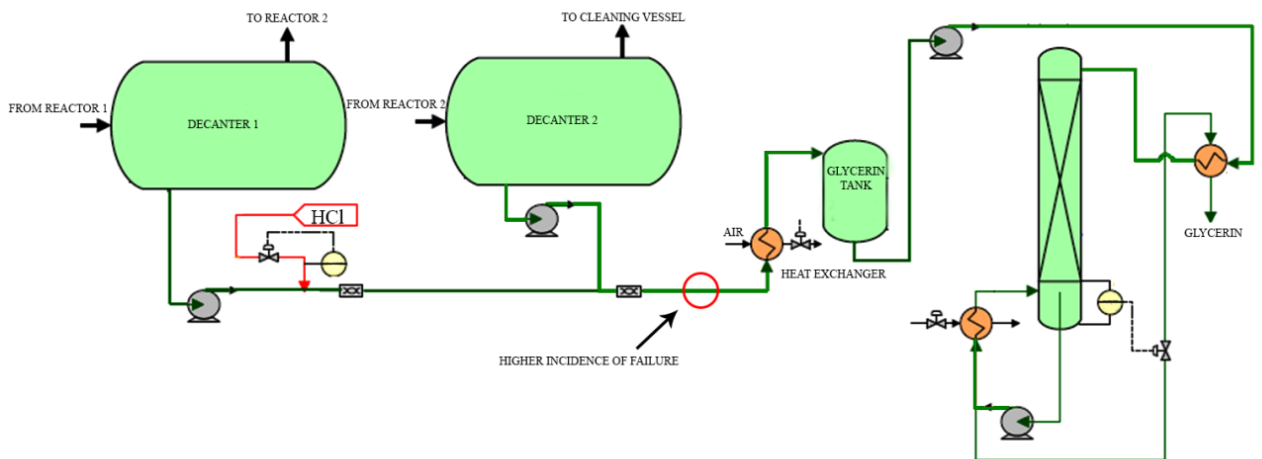 TO REACTOR 2
TO CLEANING VESSEL
FROM REACTOR 1
DECANTER 1
FROM REACTOR 2
DECANTER 2
HCl
GLYCERIN
TANK
AIR
HEAT EXCHANGER
GLYCERIN
HIGHER INCIDENCE OF FAILURE